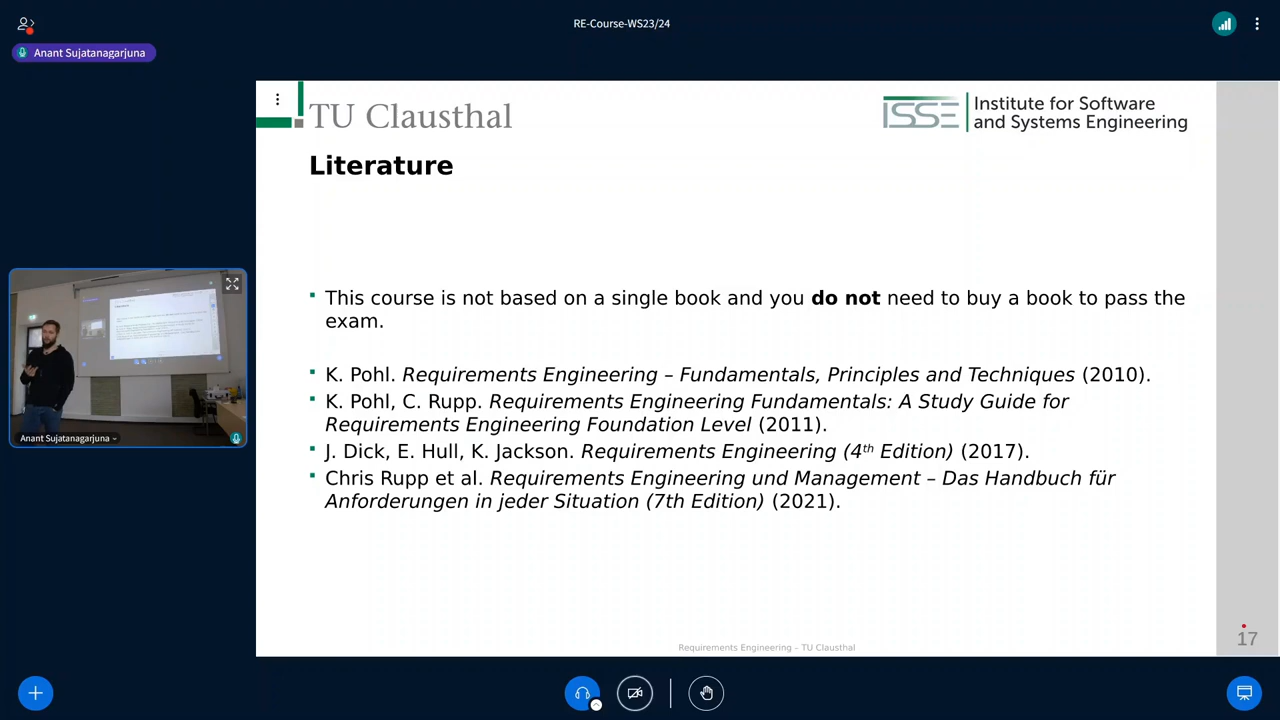 RE-Course-WS23/24
Anant Sujatanagarjuna
TU Clausthal
ISSE Institute for Software
and Systems Engineering
Literature
This course is not based on a single book and you do not need to buy a book to pass the
exam.
K. Pohl. Requirements Engineering – Fundamentals, Principles and Techniques (2010).
K. Pohl, C. Rupp. Requirements Engineering Fundamentals: A Study Guide for
Requirements Engineering Foundation Level (2011).
J. Dick, E. Hull, K. Jackson. Requirements Engineering (4th Edition) (2017).
Chris Rupp et al. Requirements Engineering und Management – Das Handbuch für
Anforderungen in jeder Situation (7th Edition) (2021).
Anant Sujatanagarjuna
Requirements Engineering – TU Clausthal
17